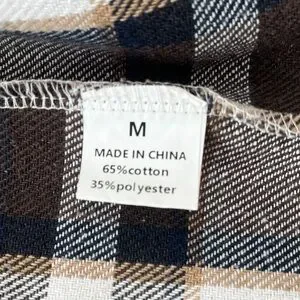 M
MADE IN CHINA
65%cotton
35%polyester